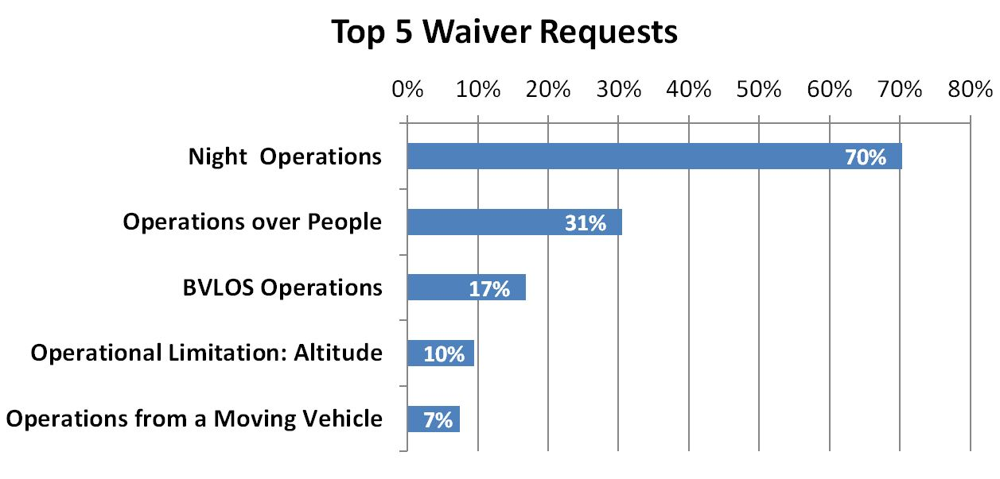 Top 5 Waiver Requests
0% 10% 20% 30% 40% 50% 60% 70% 80%
Night Operations 70%
Operations over People 31%
BVLOS Operations 17%
Operational Limitation: Altitude 10%
Operations from a Moving Vehicle 7%